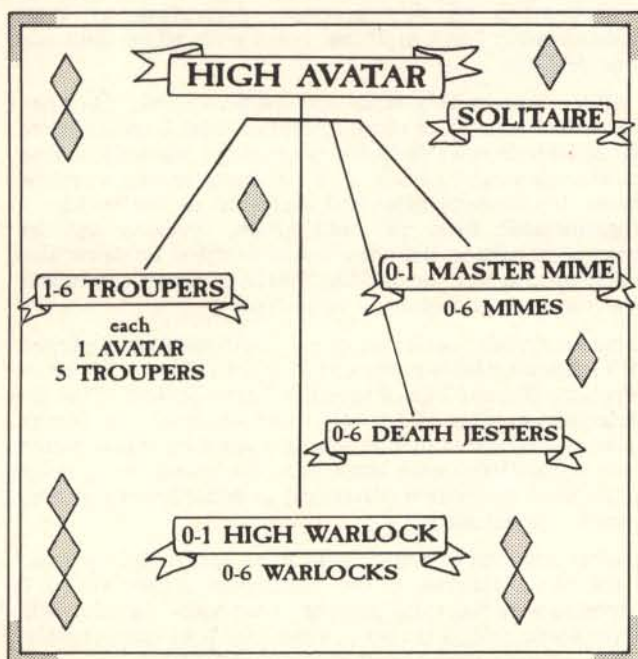 HIGH AVATAR
SOLITAIRE
1-6 TROUPERS
each
1 AVATAR
5 TROUPERS
0-1 MASTER MIME
0-6 MIMES
0-6 DEATH JESTERS
0-1 HIGH WARLOCK
0-6 WARLOCKS